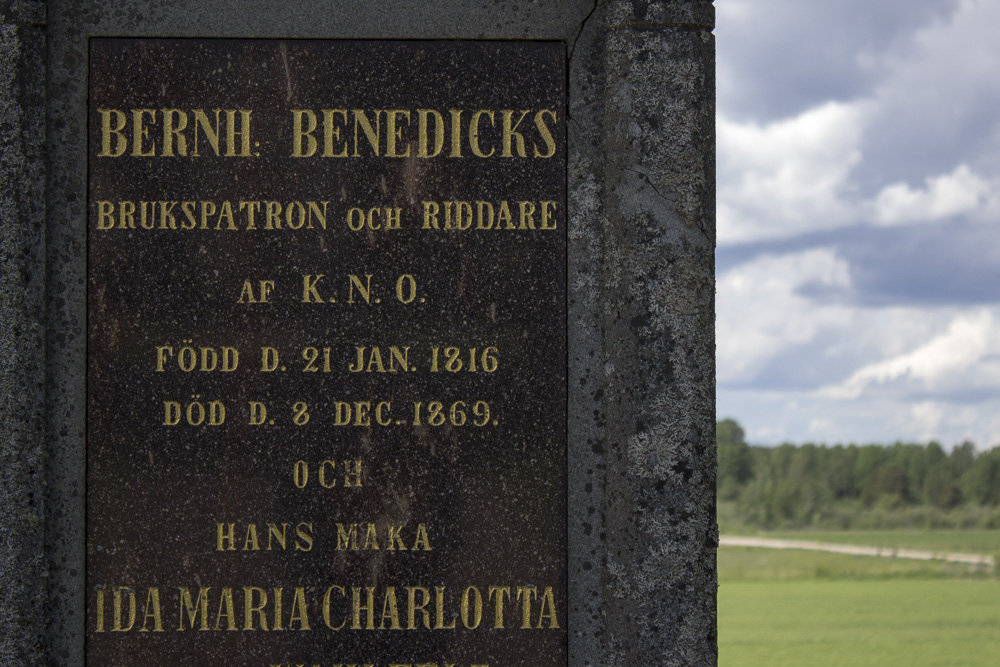 BERNH: BENEDICKS
BRUKSPATRON OCH RIDDARE
AF K.N.O.
FÖDD D. 21 JAN. 1816
DÖD D. 8 DEC. 1869.
OCH
HANS MAKA
IDA MARIA CHARLOTTA